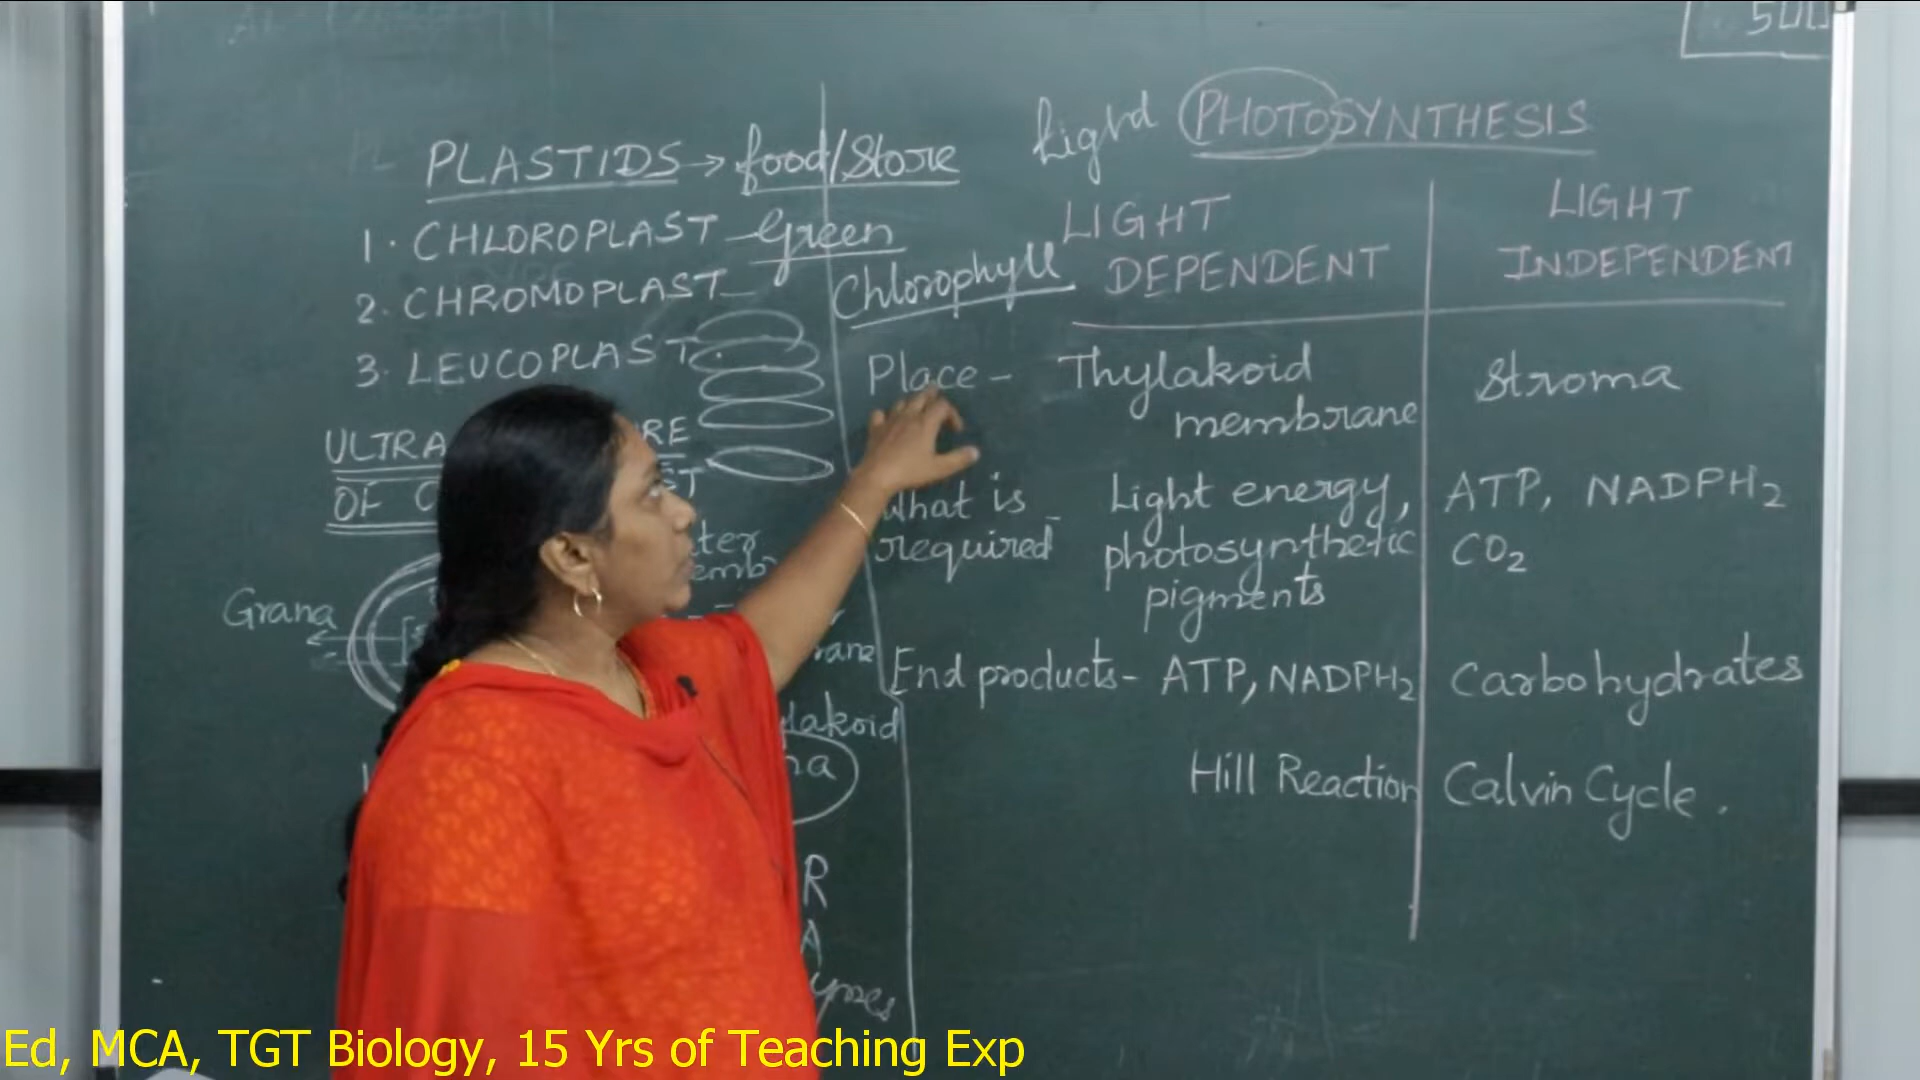 500
PLASTIDS → food/Store
1. CHLOROPLAST - Green
Chlorophyll
2. CHROMOPLAST -
3. LEUCOPLAST.
OF
Grana
Light PHOTOSYNTHESIS
LIGHT DEPENDENT
LIGHT INDEPENDENT
Place - Thylakoid membrane
Stroma
What is required - Light energy, photosynthetic pigments
ATP, NADPH2
CO2
End products - ATP, NADPH2
Carbohydrates
Hill Reaction
Calvin Cycle.
R
A
Ed, MCA, TGT Biology, 15 Yrs of Teaching Exp